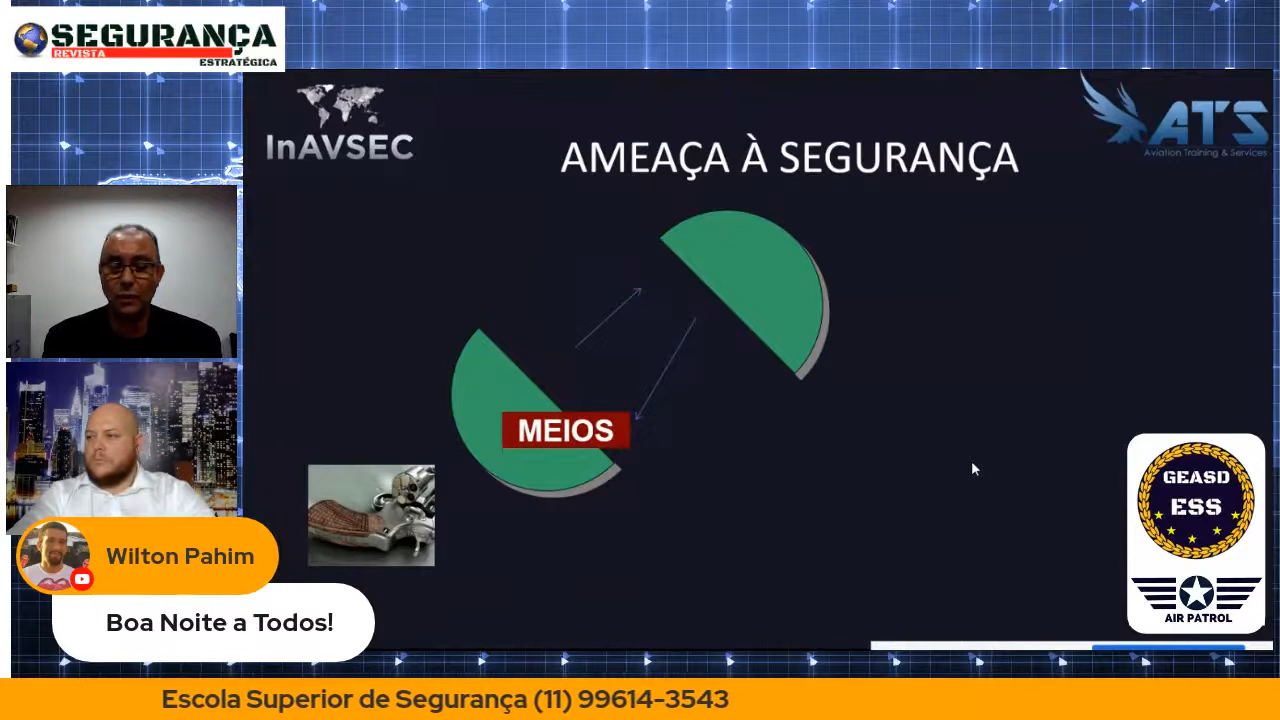 SEGURANÇA
REVISTA
ESTRATÉGICA
InAVSEC
ATS
Aviation Training & Services
AMEAÇA À SEGURANÇA
MEIOS
GEASD
ESS
AIR PATROL
Wilton Pahim
Boa Noite a Todos!
Escola Superior de Segurança (11) 99614-3543